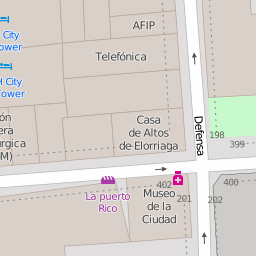 AFIP
City
ower
Telefónica
City
ower
ón
era
úrgica
M)
Casa
de Altos
de Elorriaga
Defensa
198
399
La puerto
Rico
402
Museo
de la
Ciudad
201
202
400